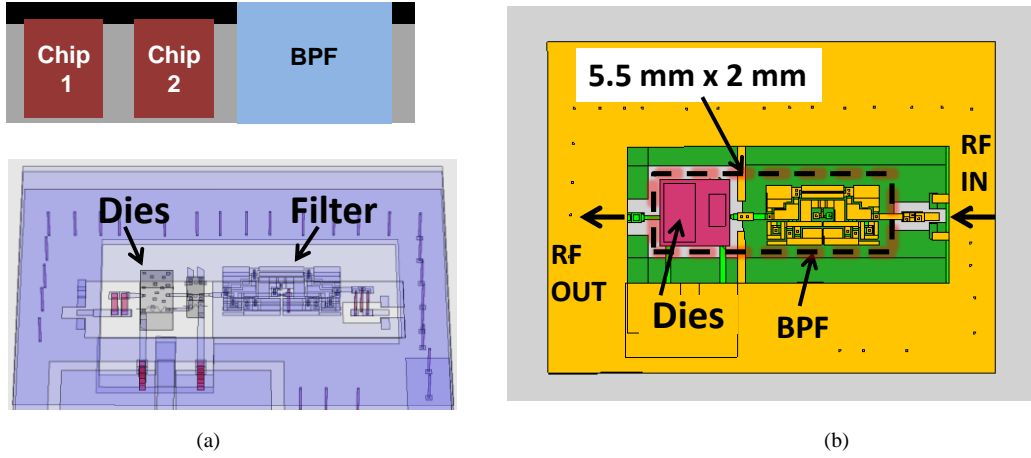 Chip
1
Chip
2
BPF
Dies
Filter
(a)
5.5 mm x 2 mm
RF
IN
RF
OUT
Dies
BPF
(b)